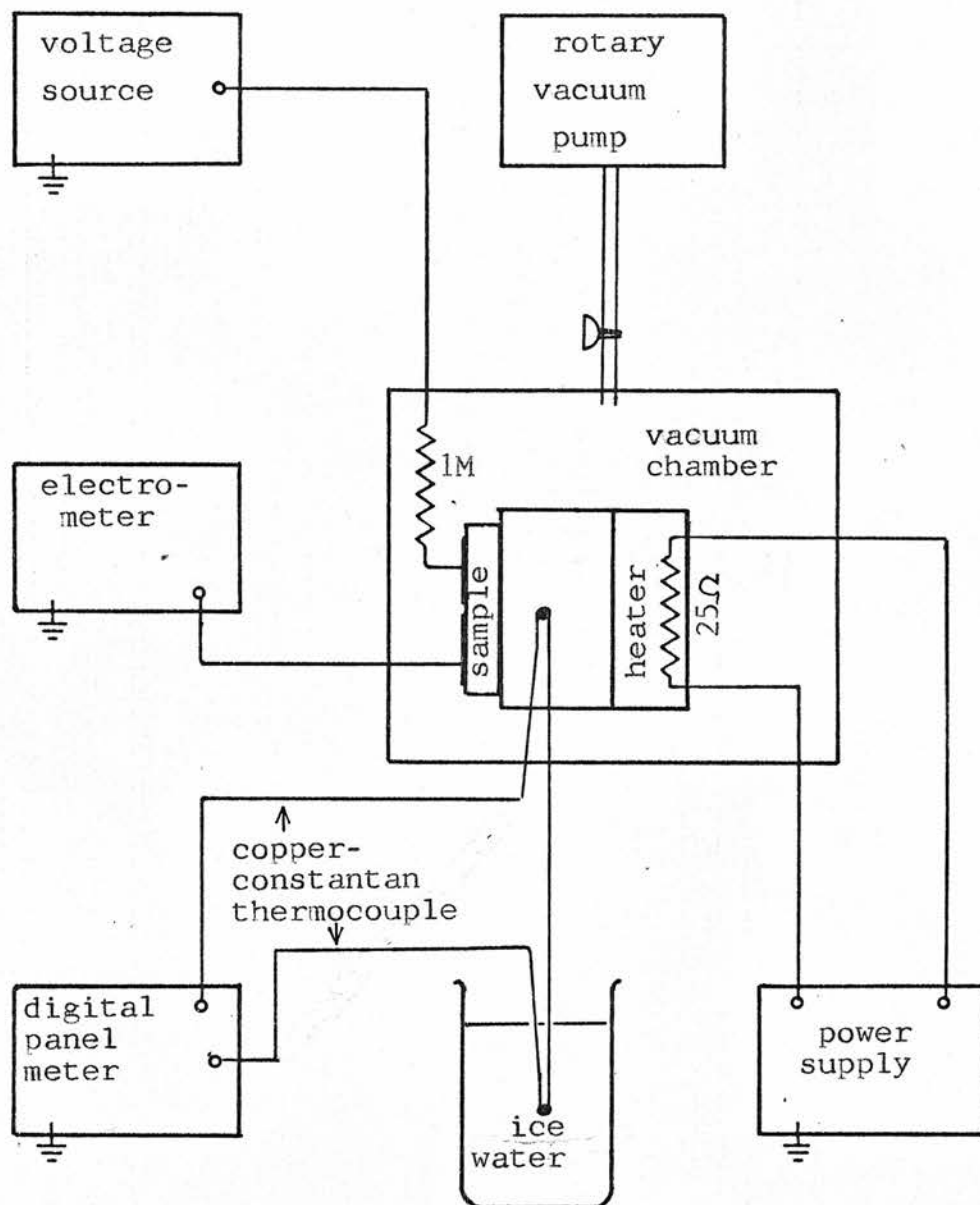 voltage
source
rotary
vacuum
pump
vacuum
chamber
1M
electro-
meter
sample
heater
25Ω
copper-
constantan
thermocouple
digital
panel
meter
ice
water
power
supply